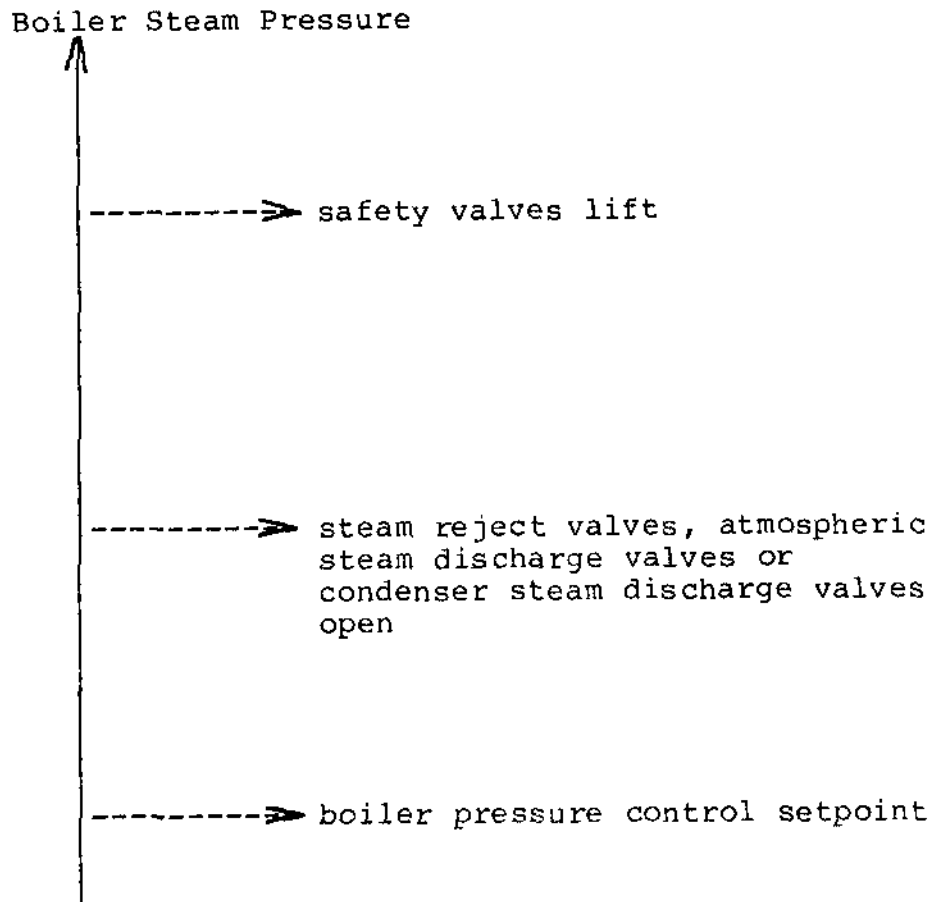 Boiler Steam Pressure
safety valves lift
steam reject valves, atmospheric
steam discharge valves or
condenser steam discharge valves
open
boiler pressure control setpoint